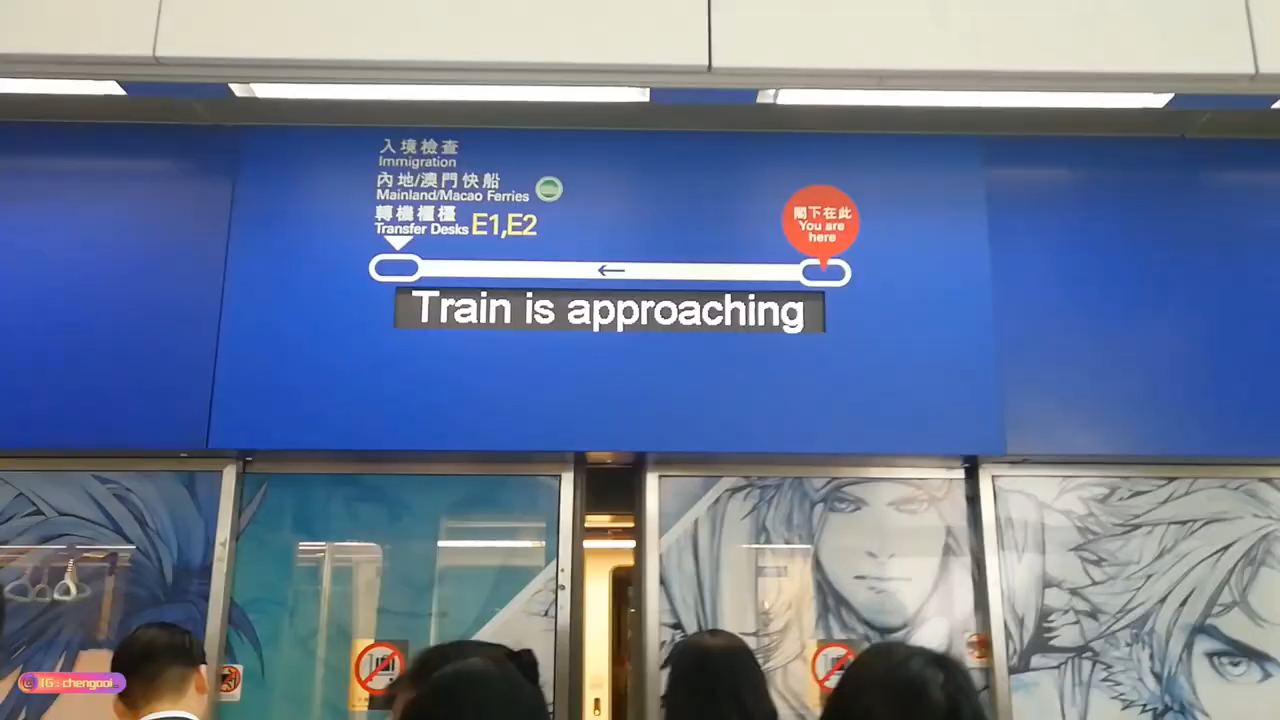 入境檢查
Immigration
內地/澳門快船
Mainland/Macao Ferries
轉機櫃檯
Transfer Desks E1,E2
閣下在此
You are
here
Train is approaching
IG : chengooi_